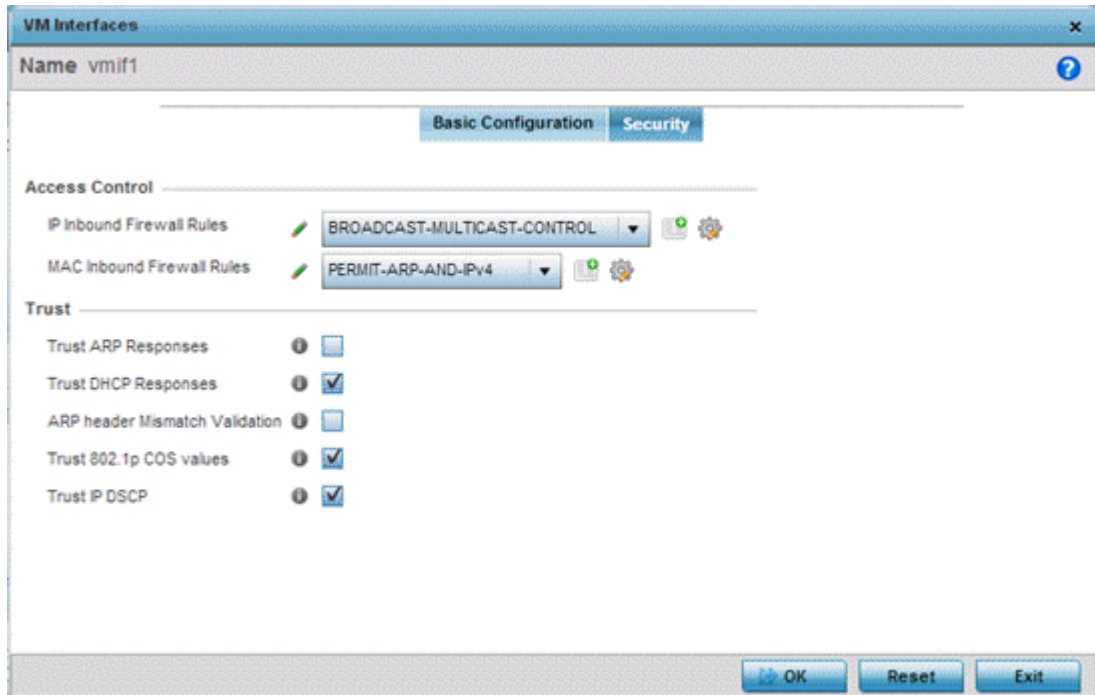 VM Interfaces
Name vmif1
Basic Configuration Security
Access Control
IP Inbound Firewall Rules BROADCAST-MULTICAST-CONTROL
MAC Inbound Firewall Rules PERMIT-ARP-AND-IPv4
Trust
Trust ARP Responses
Trust DHCP Responses
ARP header Mismatch Validation
Trust 802.1p COS values
Trust IP DSCP
OK Reset Exit